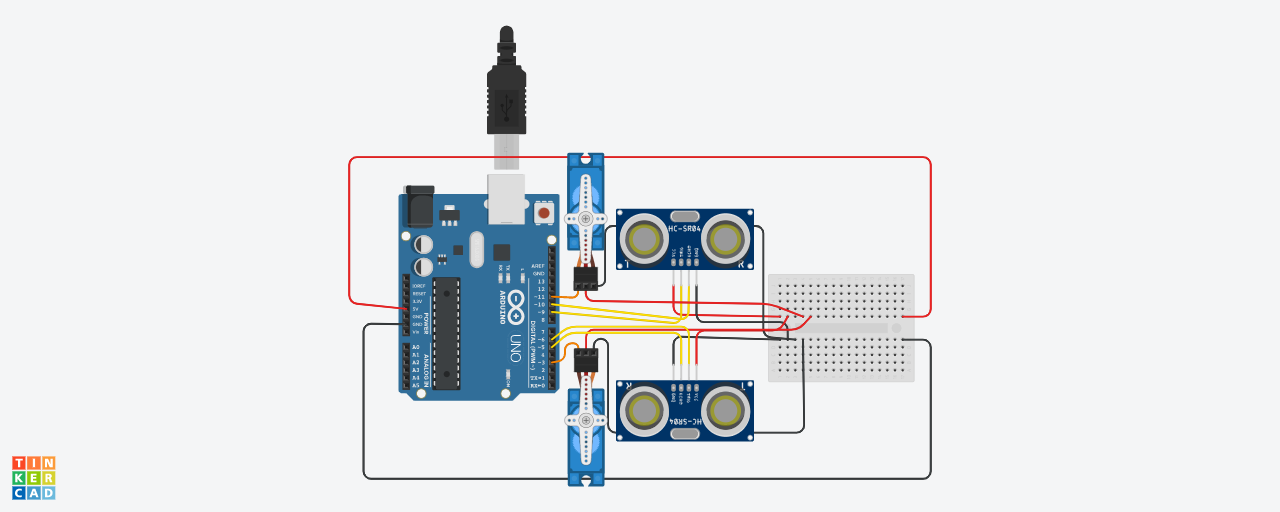 HC-SR04
L
R
AREF
GND
13
12
~11
~10
~9
8
7
~6
~5
4
~3
2
TX→1
RX←0
DIGITAL (PWM~)
IOREF
RESET
3.3V
5V
GND
GND
Vin
POWER
A0
A1
A2
A3
A4
A5
ANALOG IN
ARDUINO
UNO
TX
RX
L
ON
HC-SR04
TIN
KER
CAD